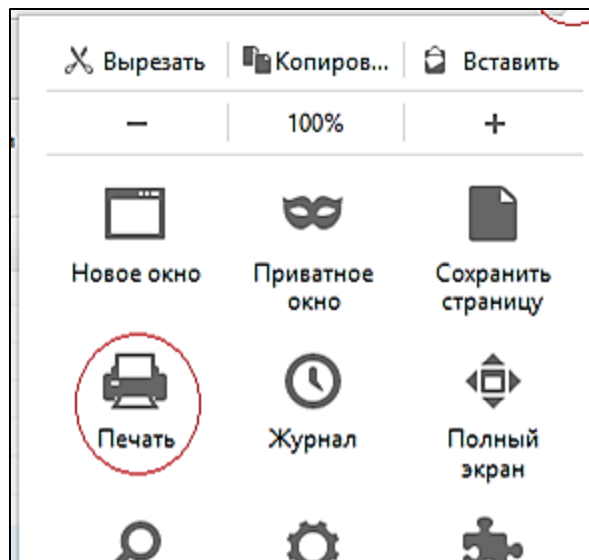 Вырезать Копиров... Вставить
− 100% +
Новое окно Приватное Сохранить
окно страницу
Печать Журнал Полный
экран